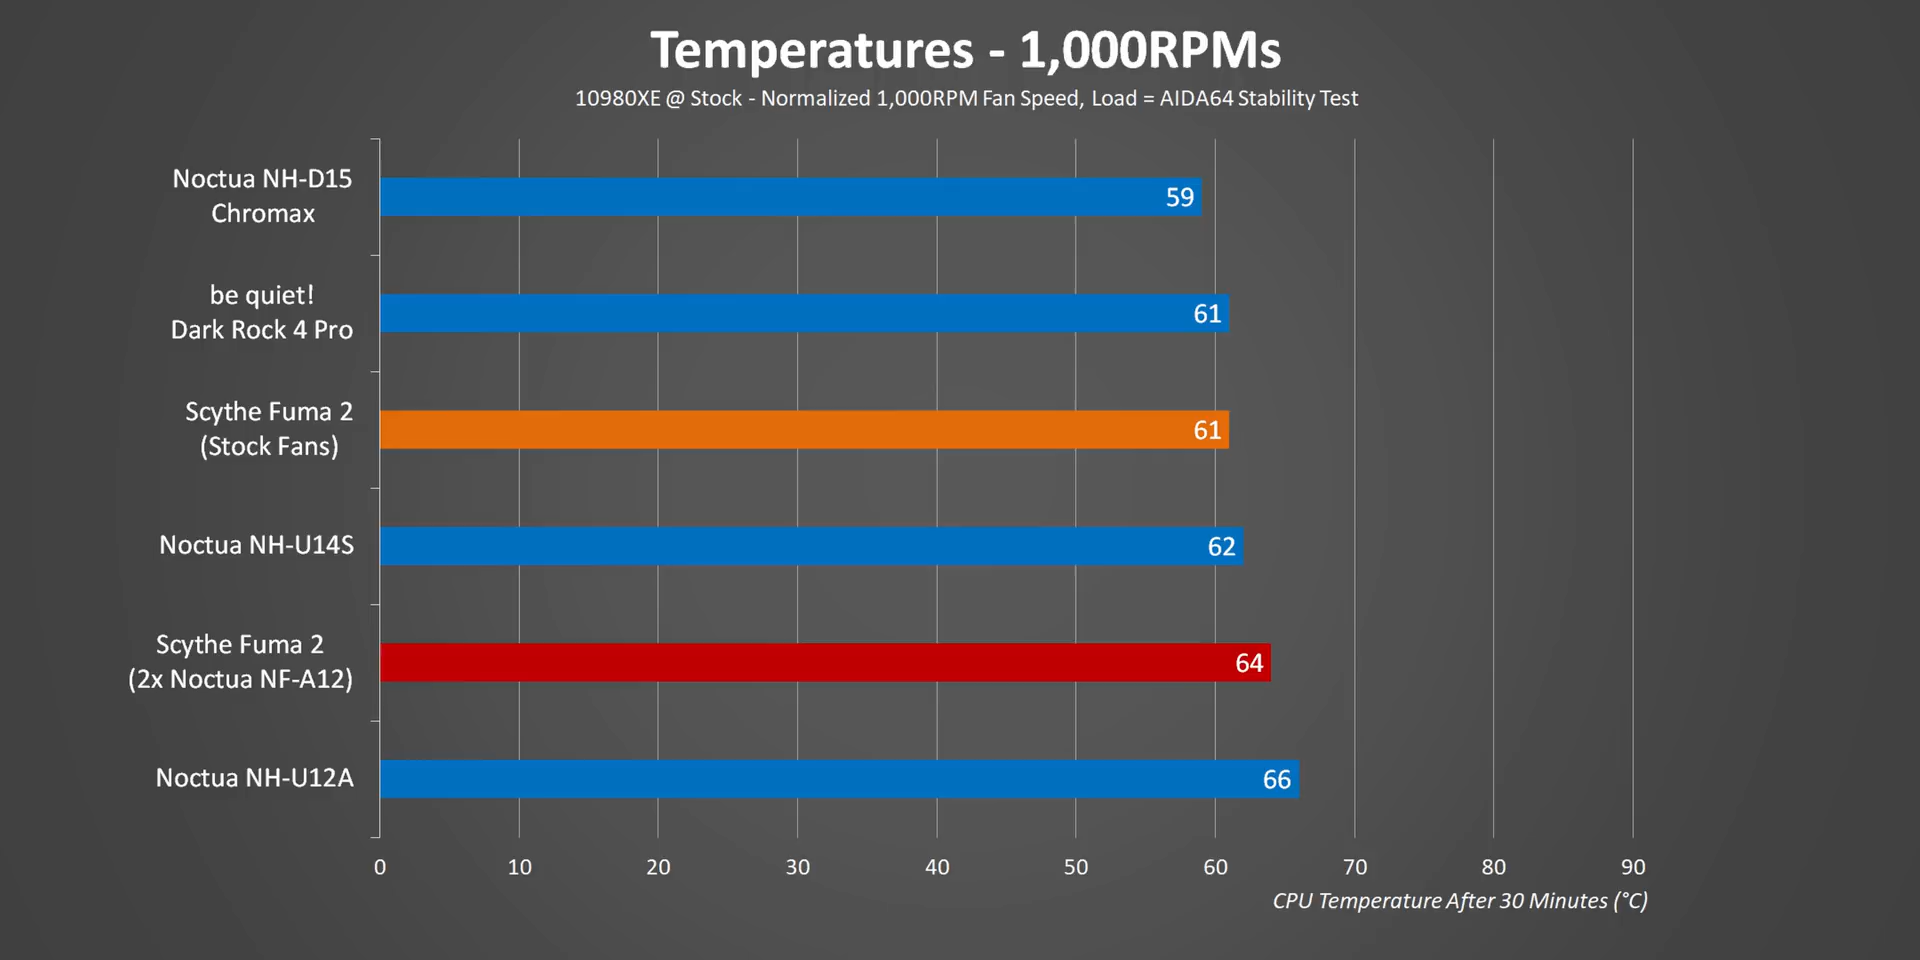 Temperatures - 1,000RPMs
10980XE @ Stock - Normalized 1,000RPM Fan Speed, Load = AIDA64 Stability Test
Noctua NH-D15
Chromax
59
be quiet!
Dark Rock 4 Pro
61
Scythe Fuma 2
(Stock Fans)
61
Noctua NH-U14S
62
Scythe Fuma 2
(2x Noctua NF-A12)
64
Noctua NH-U12A
66
0 10 20 30 40 50 60 70 80 90
CPU Temperature After 30 Minutes (°C)